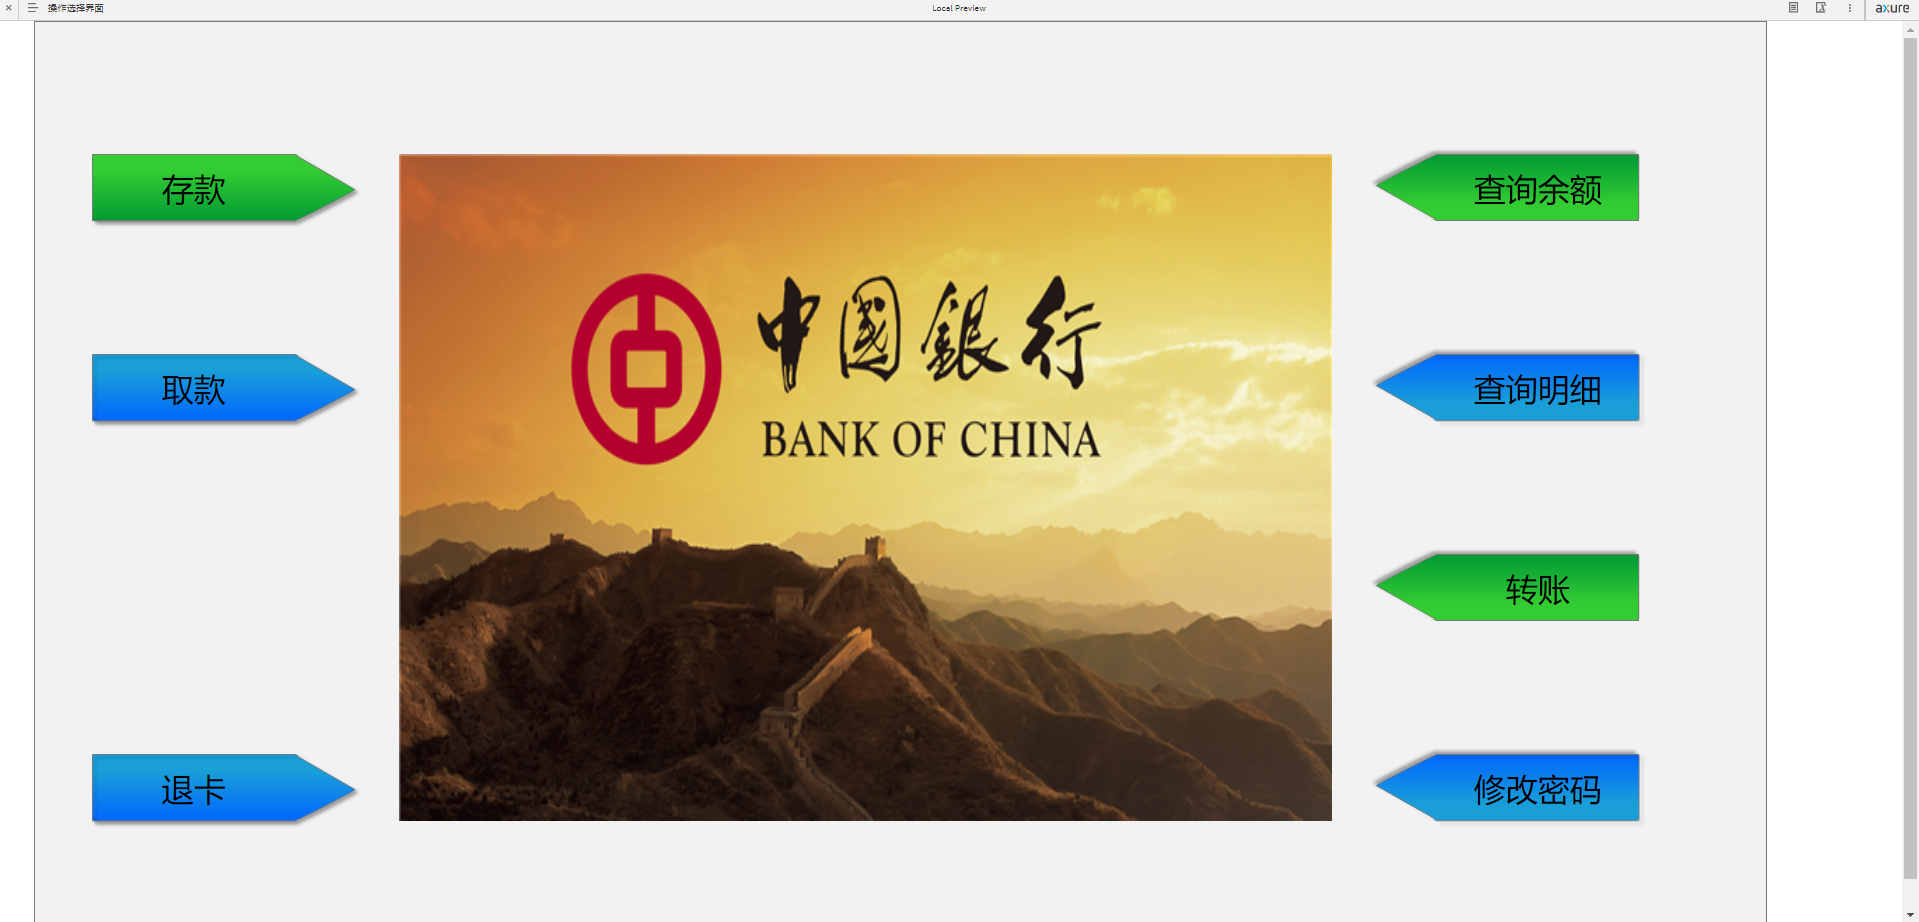 操作选择界面
Local Preview
axure
存款
查询余额
中國銀行
BANK OF CHINA
取款
查询明细
转账
退卡
修改密码